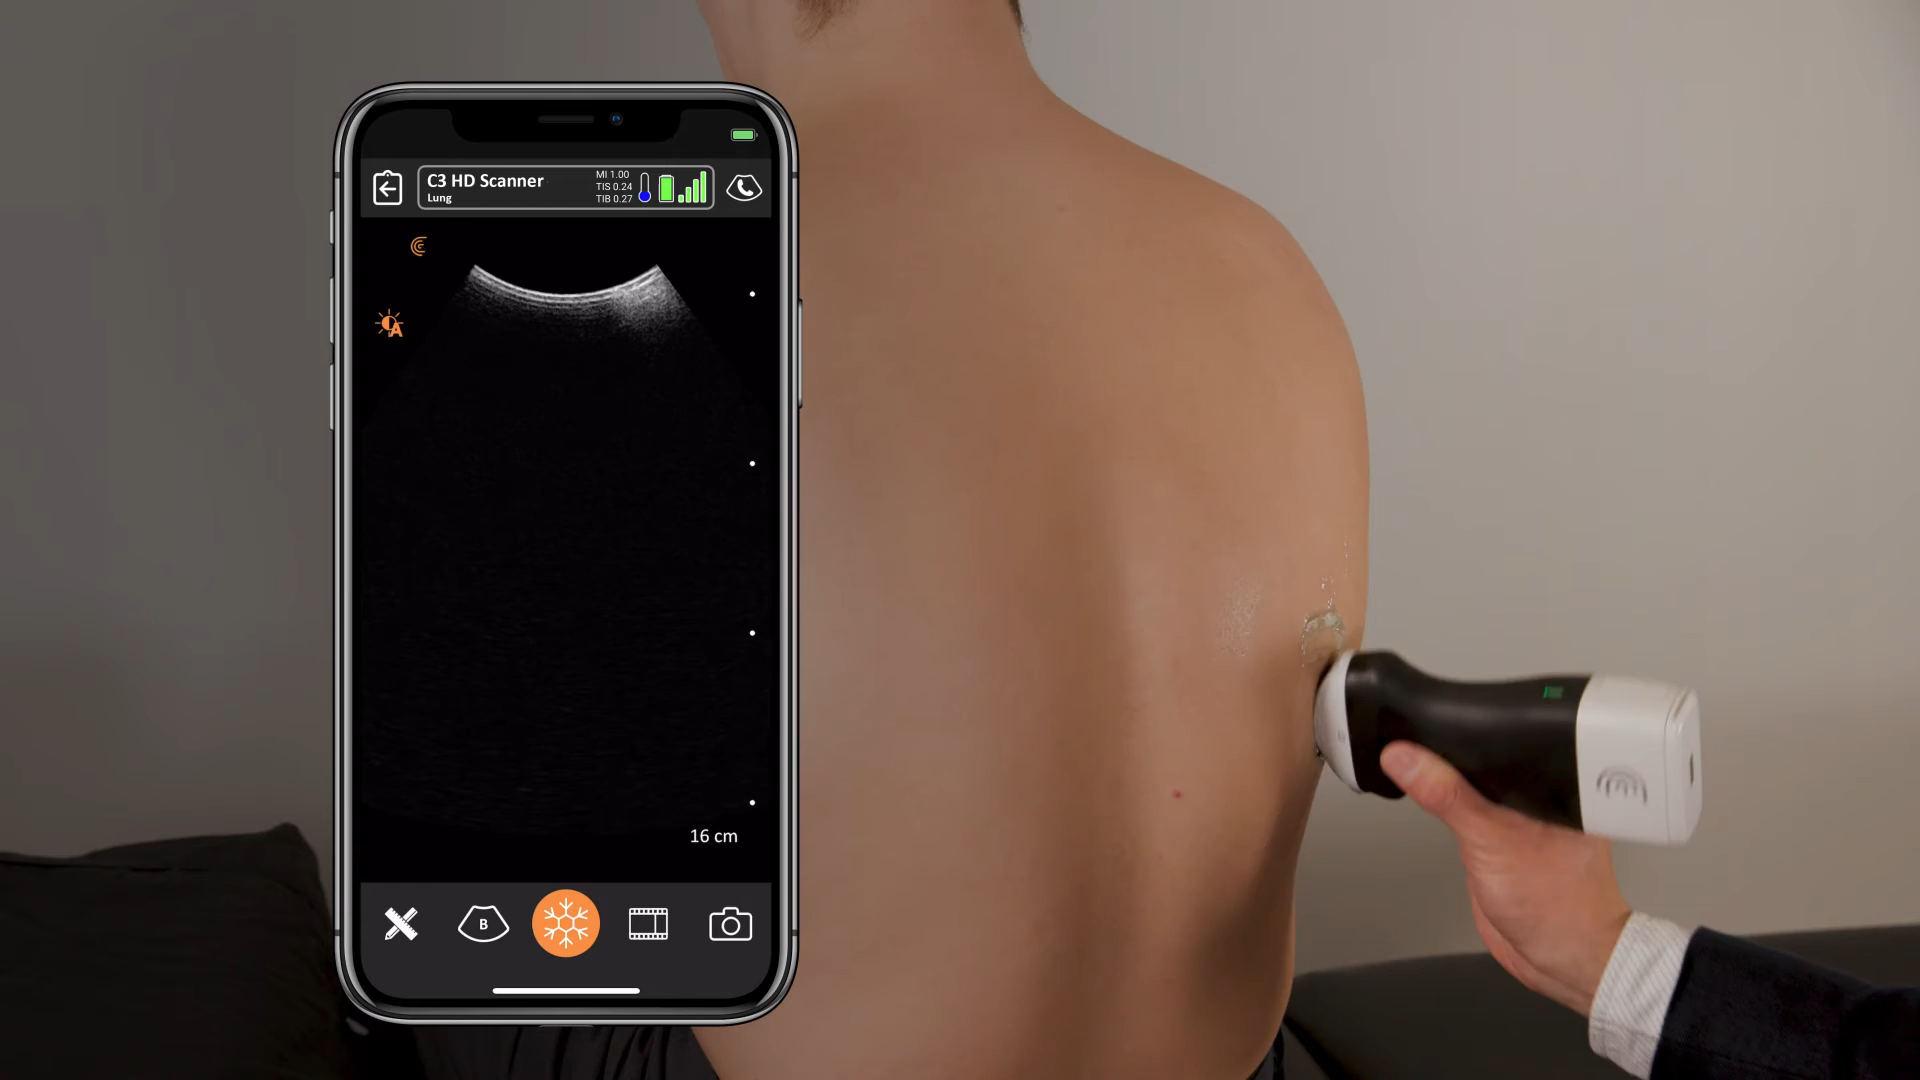 C3 HD Scanner
Lung
MI 1.00
TIS 0.24
TIB 0.27
A
16 cm
B